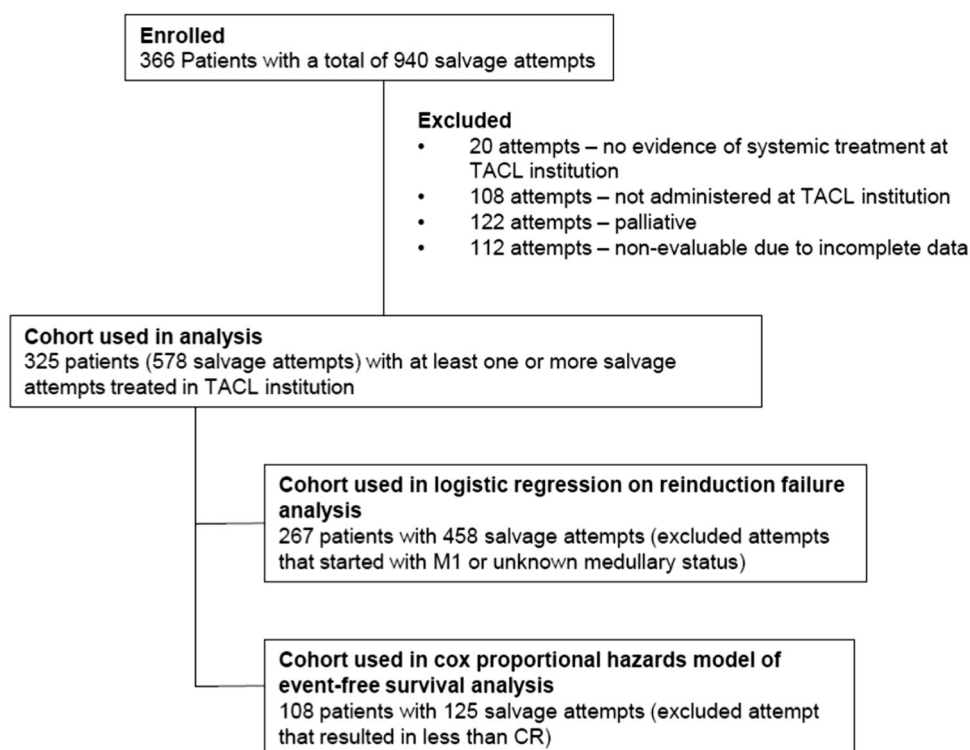 Enrolled
366 Patients with a total of 940 salvage attempts
Excluded
• 20 attempts – no evidence of systemic treatment at
TACL institution
• 108 attempts – not administered at TACL institution
• 122 attempts – palliative
• 112 attempts – non-evaluable due to incomplete data
Cohort used in analysis
325 patients (578 salvage attempts) with at least one or more salvage
attempts treated in TACL institution
Cohort used in logistic regression on reinduction failure
analysis
267 patients with 458 salvage attempts (excluded attempts
that started with M1 or unknown medullary status)
Cohort used in cox proportional hazards model of
event-free survival analysis
108 patients with 125 salvage attempts (excluded attempt
that resulted in less than CR)